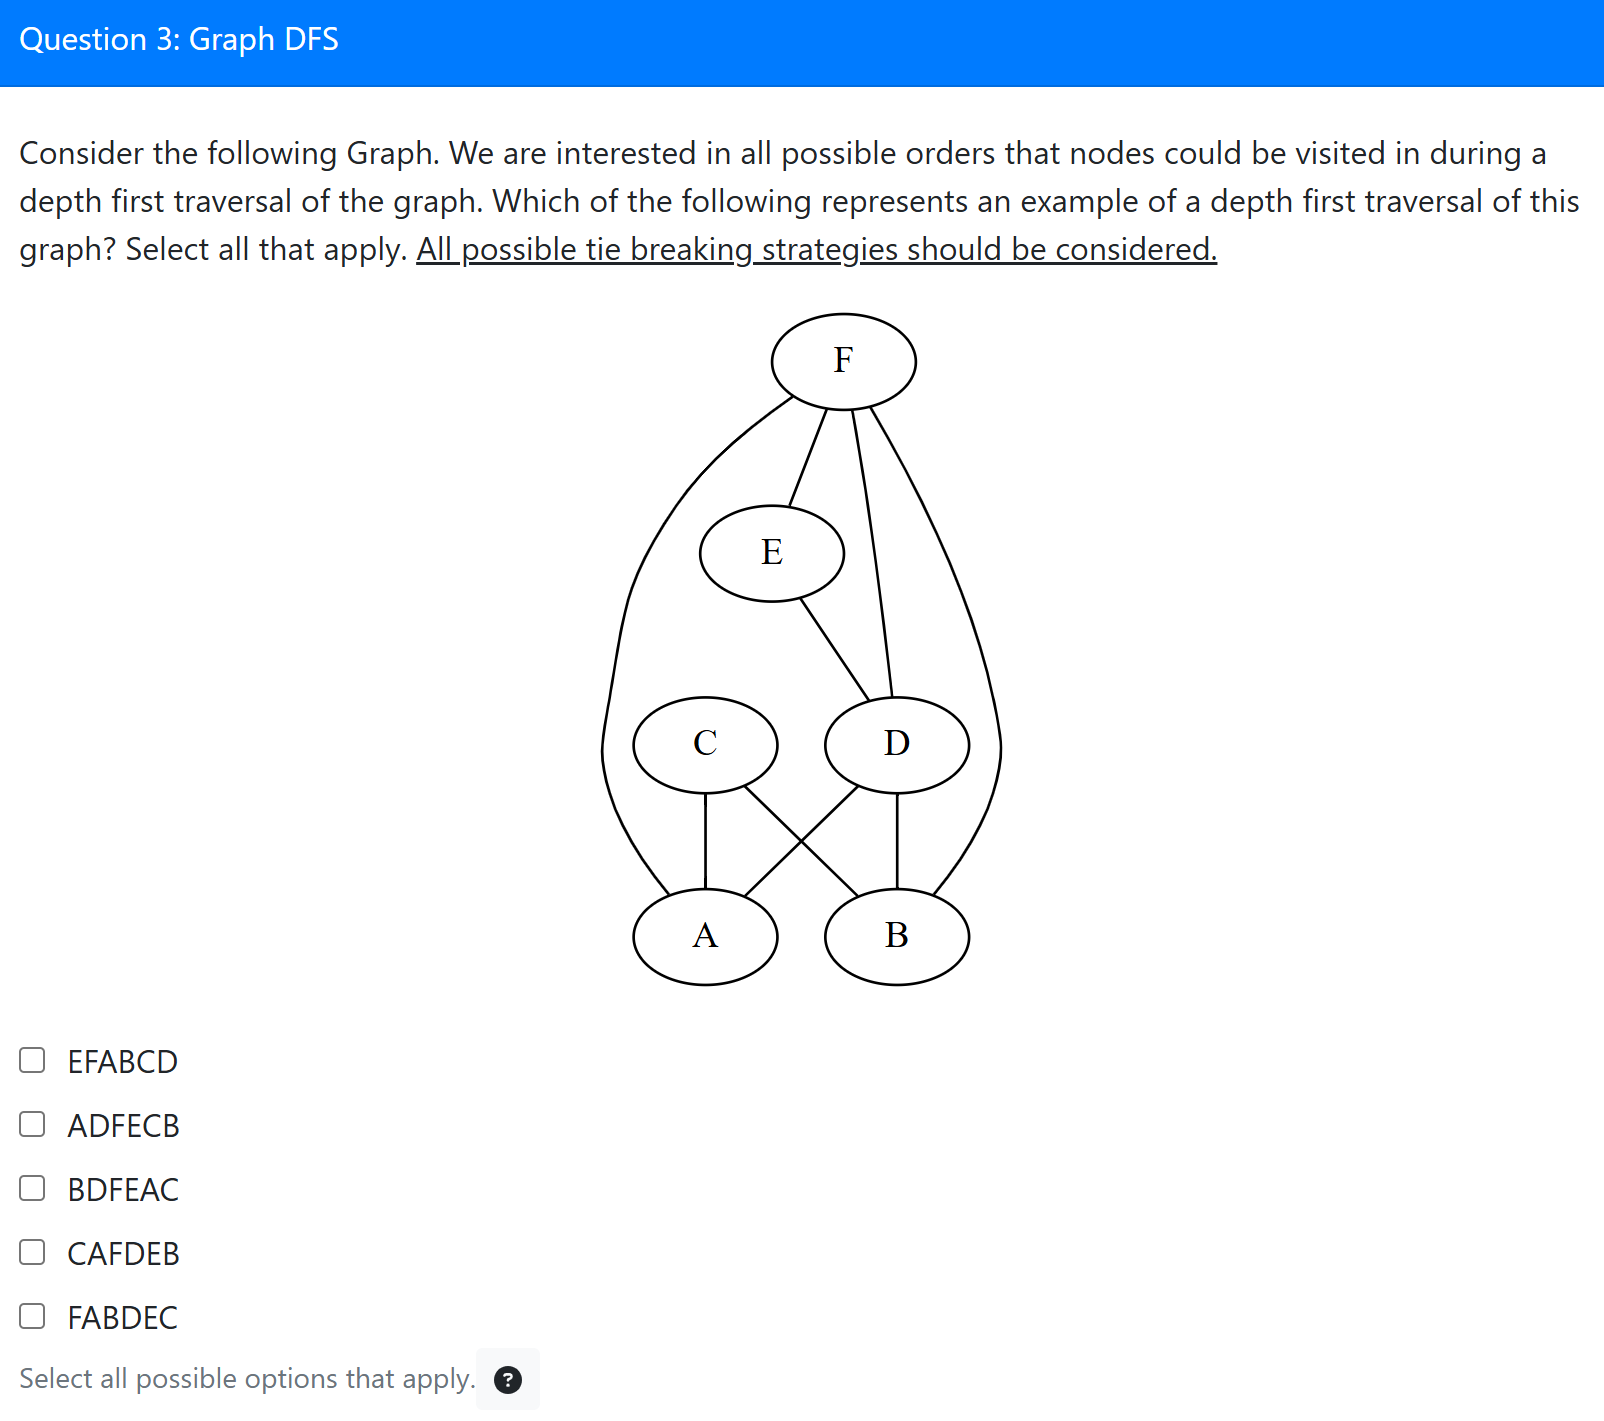 Question 3: Graph DFS
Consider the following Graph. We are interested in all possible orders that nodes could be visited in during a
depth first traversal of the graph. Which of the following represents an example of a depth first traversal of this
graph? Select all that apply. All possible tie breaking strategies should be considered.
F
E
C D
A B
EFABCD
ADFECB
BDFEAC
CAFDEB
FABDEC
Select all possible options that apply. ?